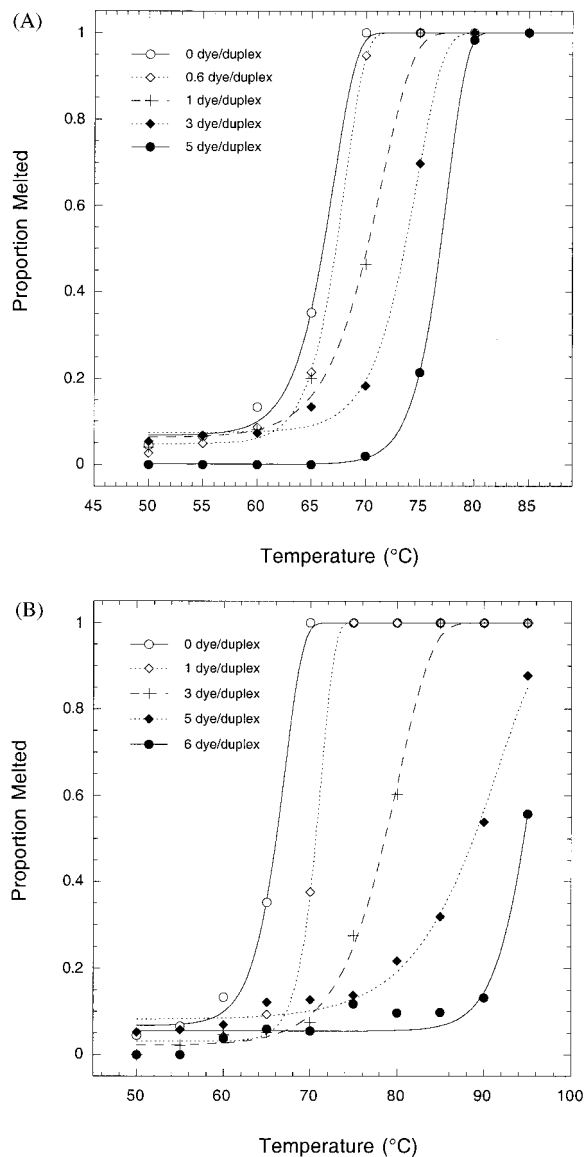 (A)
1
0.8
0.6
0.4
0.2
0
Proportion Melted
0 dye/duplex
0.6 dye/duplex
1 dye/duplex
3 dye/duplex
5 dye/duplex
45 50 55 60 65 70 75 80 85 90
Temperature (°C)
(B)
1
0.8
0.6
0.4
0.2
0
Proportion Melted
0 dye/duplex
1 dye/duplex
3 dye/duplex
5 dye/duplex
6 dye/duplex
50 60 70 80 90 100
Temperature (°C)